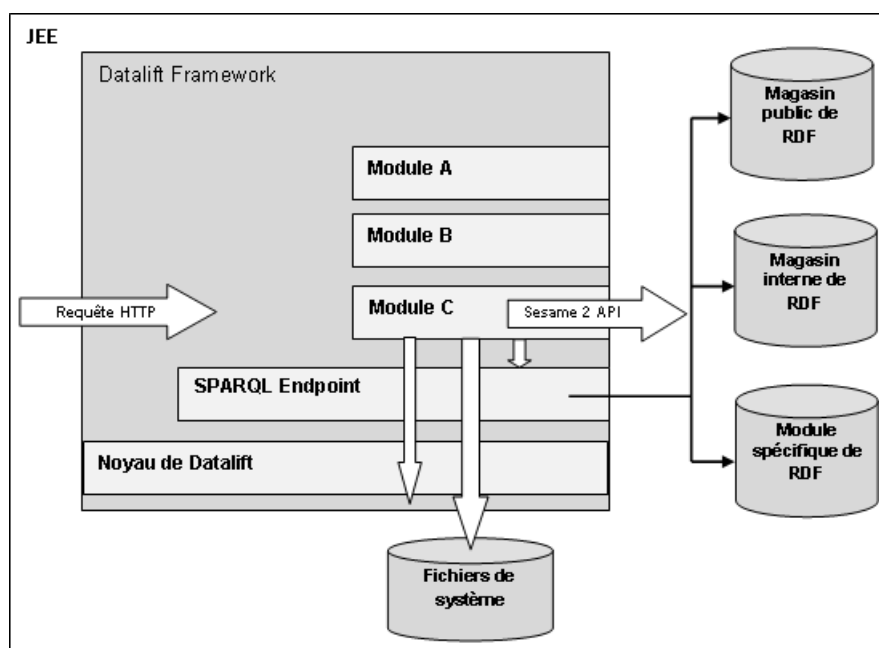 JEE
Datalift Framework
Magasin
public de
RDF
Module A
Module B
Magasin
interne de
RDF
Requête HTTP
Module C
Sesame 2 API
SPARQL Endpoint
Module
spécifique de
RDF
Noyau de Datalift
Fichiers de
système